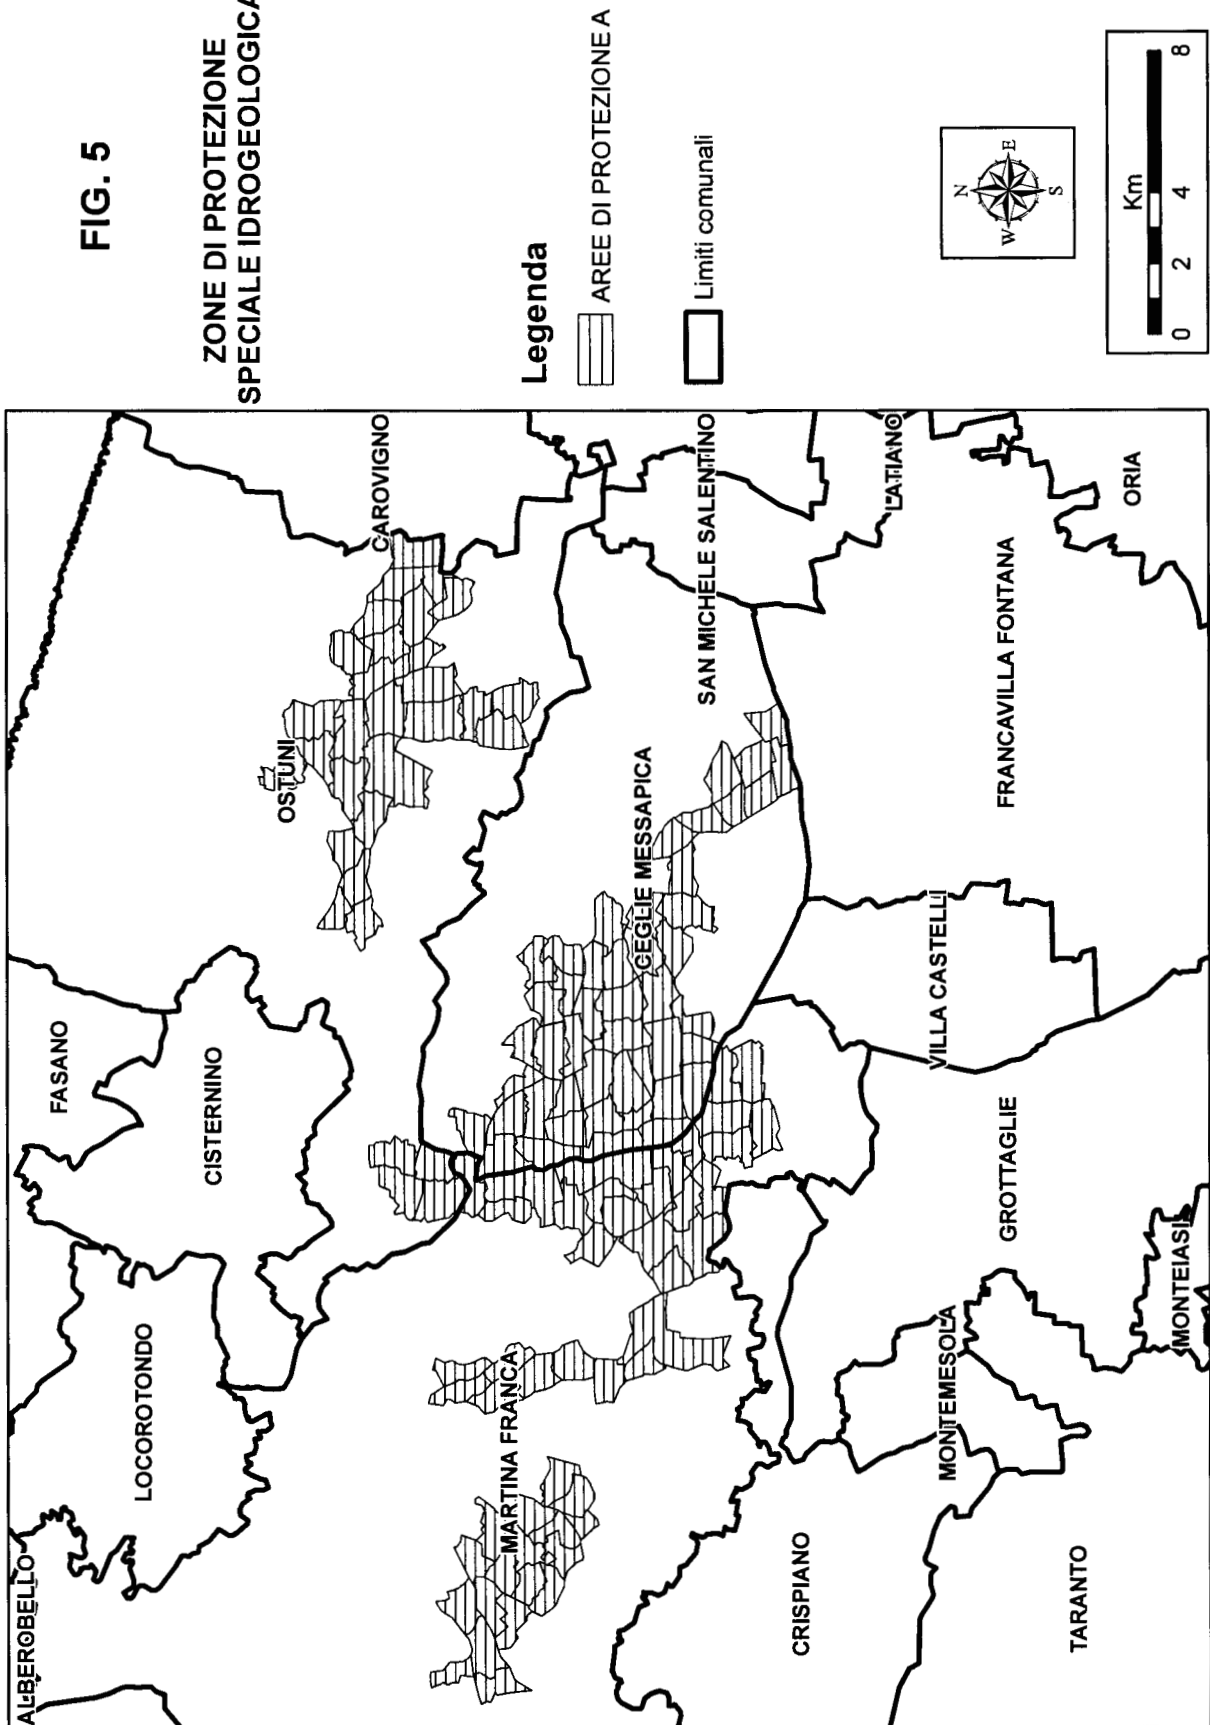 FIG. 5
ZONE DI PROTEZIONE
SPECIALE IDROGEOLOGICA
Legenda
AREE DI PROTEZIONE A
Limiti comunali
N
W
E
S
Km
0 2 4 8
ALBEROBELLO
LOCOROTONDO
FASANO
CISTERNINO
OSTUNI
CAROVIGNO
MARTINA FRANCA
CEGLIE MESSAPICA
SAN MICHELE SALENTINO
LATIANO
CRISPIANO
MONTEMESOLA
GROTTAGLIE
VILLA CASTELLI
FRANCAVILLA FONTANA
ORIA
TARANTO
MONTEIASI